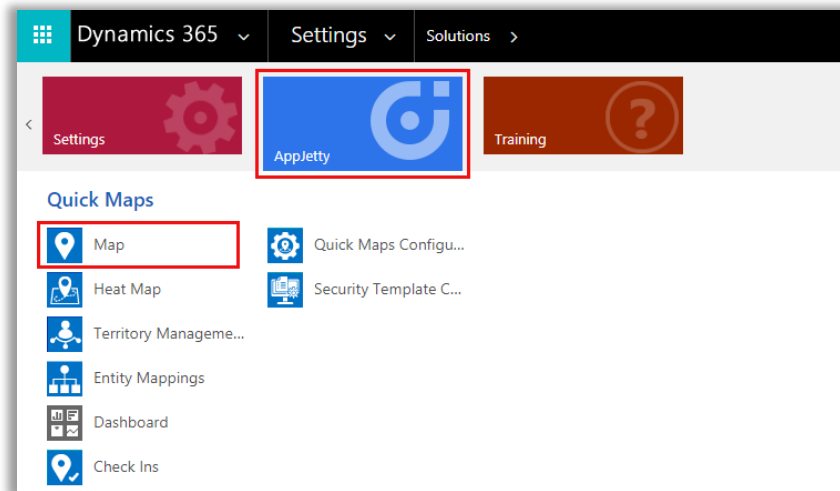 Dynamics 365 Settings Solutions
Settings AppJetty Training
Quick Maps
Map Quick Maps Configu...
Heat Map Security Template C...
Territory Manageme...
Entity Mappings
Dashboard
Check Ins